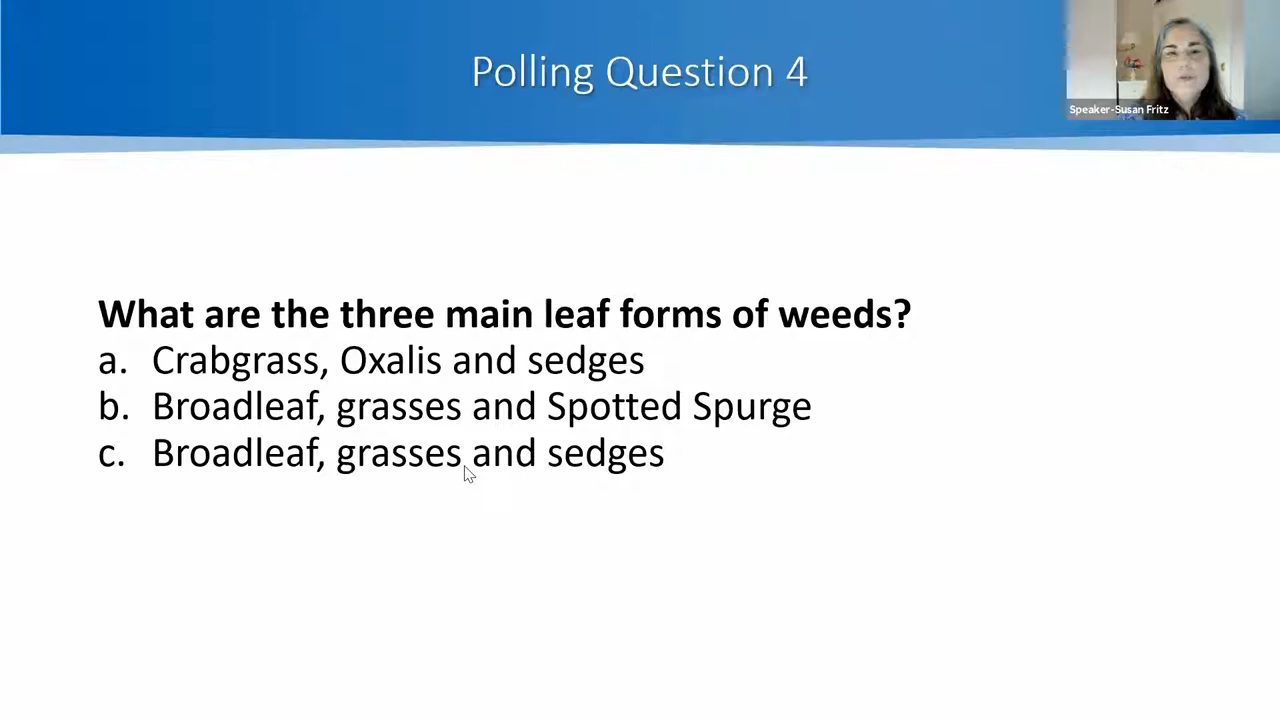 Polling Question 4
Speaker-Susan Fritz
What are the three main leaf forms of weeds?
a. Crabgrass, Oxalis and sedges
b. Broadleaf, grasses and Spotted Spurge
c. Broadleaf, grasses and sedges